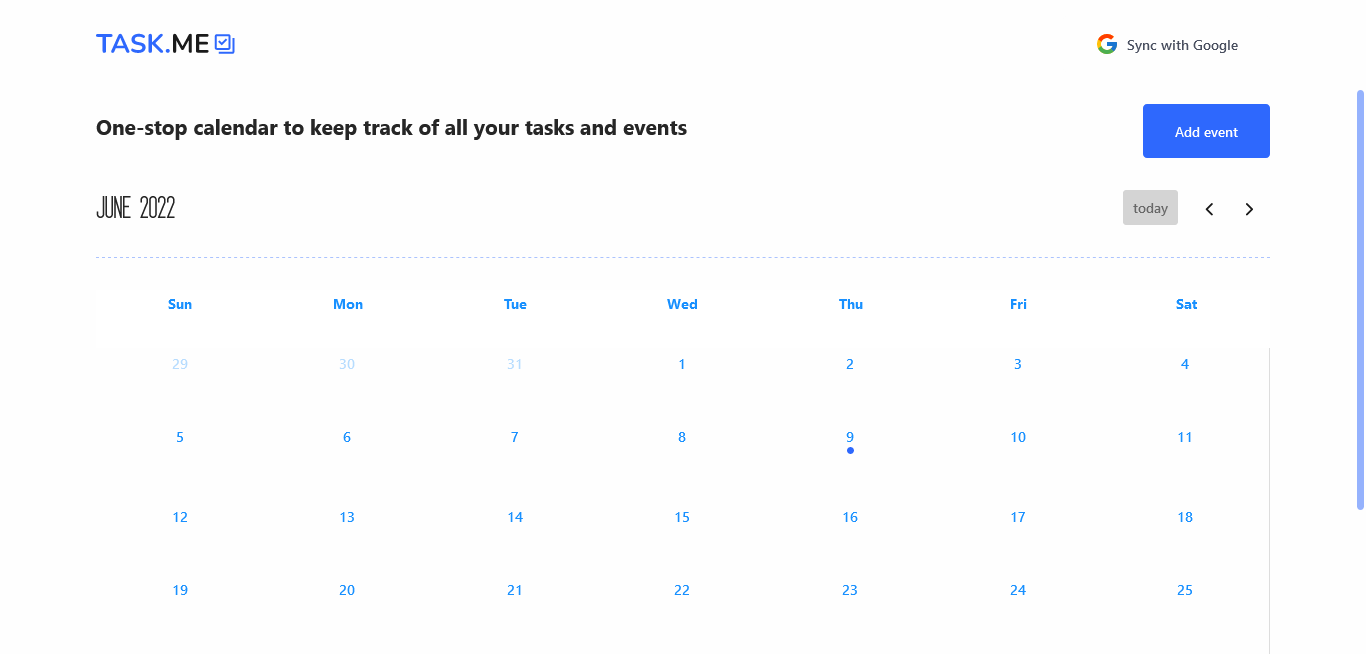 TASK.ME
Sync with Google
One-stop calendar to keep track of all your tasks and events
Add event
JUNE 2022
today
Sun Mon Tue Wed Thu Fri Sat
29 30 31 1 2 3 4
5 6 7 8 9 10 11
12 13 14 15 16 17 18
19 20 21 22 23 24 25